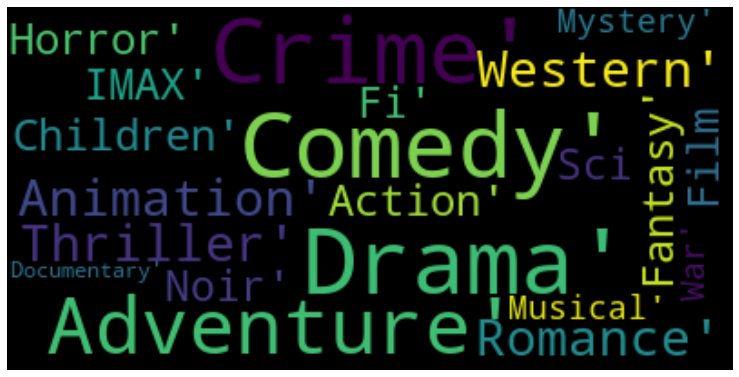 Horror'
Crime'
Mystery'
IMAX'
Western'
Fi'
Children'
Comedy'
Sci
Fantasy'
Film
Animation'
Action'
Thriller'
Drama'
War'
Documentary'
Noir'
Adventure'
Musical'
Romance'